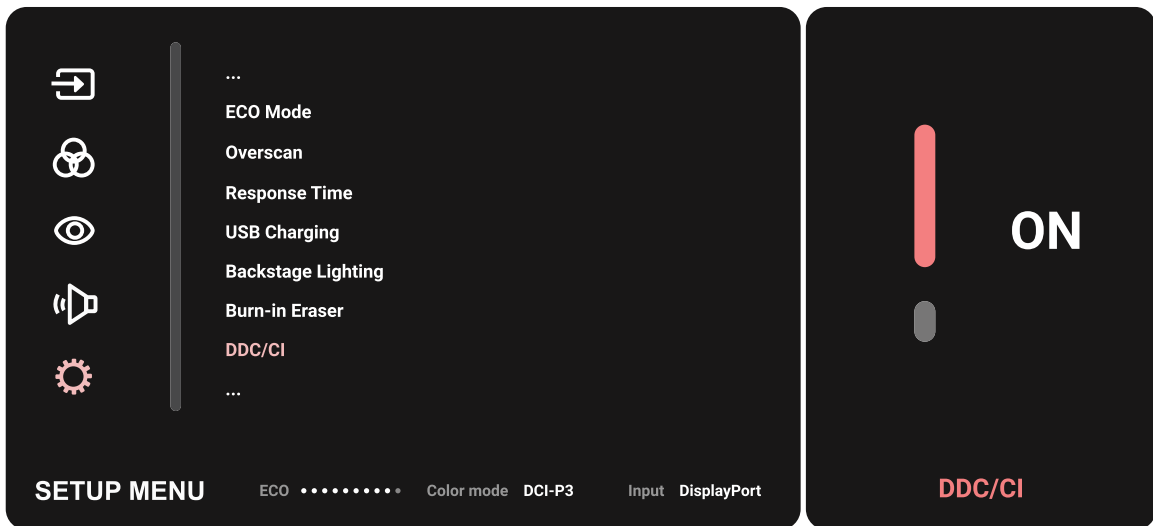 ...
ECO Mode
Overscan
Response Time
USB Charging
Backstage Lighting
Burn-in Eraser
DDC/CI
...
SETUP MENU ECO Color mode DCI-P3 Input DisplayPort
ON
DDC/CI